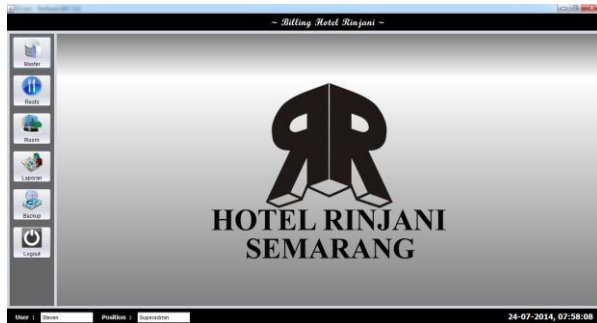 ~ Billing Hotel Rinjani ~
Master
Resto
Room
Laporan
Backup
Logout
HOTEL RINJANI
SEMARANG
User : Steven Position : Superadmin 24-07-2014, 07:58:08